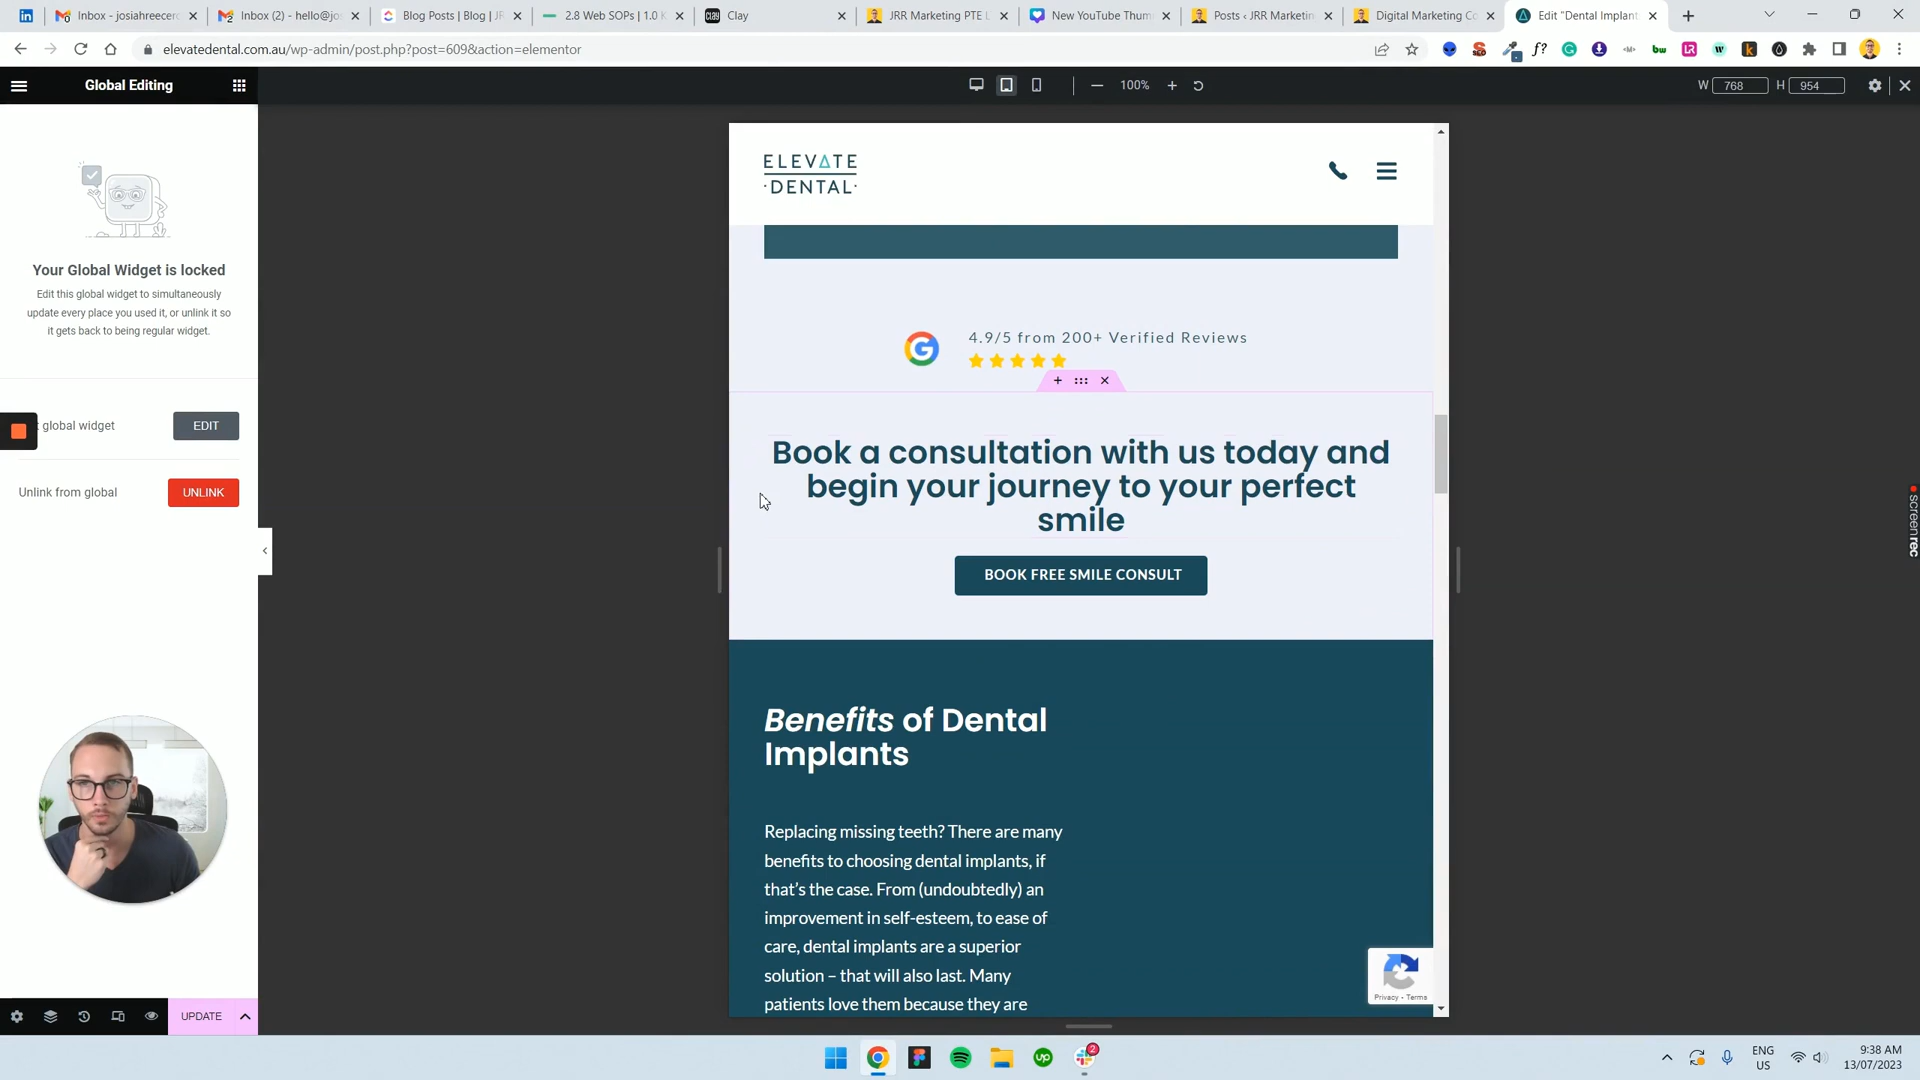 Inbox - josiahreecerc
Inbox (2) - hello@jos
Blog Posts | Blog | JR
2.8 Web SOPs | 1.0 K
Clay
JRR Marketing PTE L
New YouTube Thum
Posts ‹ JRR Marketin
Digital Marketing Co
Edit "Dental Implant
elevatedental.com.au/wp-admin/post.php?post=609&action=elementor
Global Editing
100%
W 768 H 954
Your Global Widget is locked
Edit this global widget to simultaneously
update every place you used it, or unlink it so
it gets back to being regular widget.
global widget
EDIT
Unlink from global
UNLINK
UPDATE
ELEVATE
·DENTAL·
4.9/5 from 200+ Verified Reviews
Book a consultation with us today and
begin your journey to your perfect
smile
BOOK FREE SMILE CONSULT
Benefits of Dental
Implants
Replacing missing teeth? There are many
benefits to choosing dental implants, if
that's the case. From (undoubtedly) an
improvement in self-esteem, to ease of
care, dental implants are a superior
solution – that will also last. Many
patients love them because they are
Privacy - Terms
screenrec
ENG
US
9:38 AM
13/07/2023